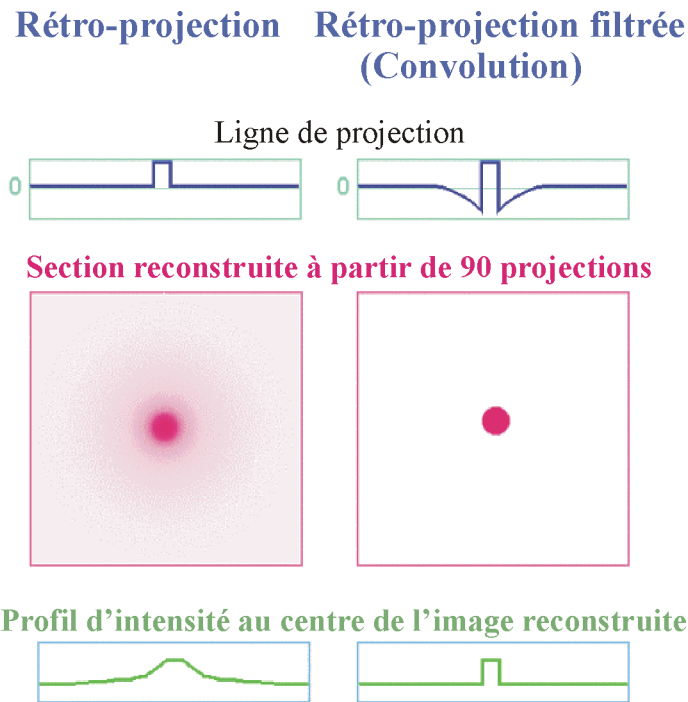 Rétro-projection
Rétro-projection filtrée
(Convolution)
Ligne de projection
0
0
Section reconstruite à partir de 90 projections
Profil d’intensité au centre de l’image reconstruite